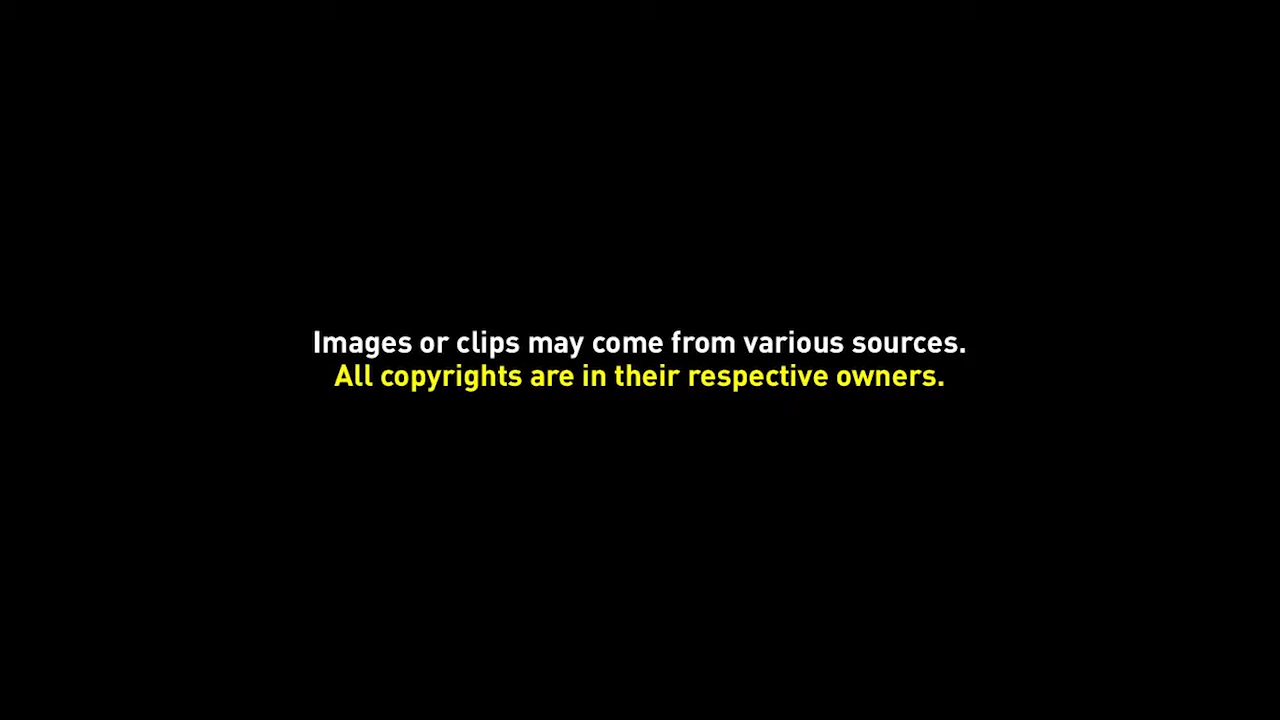 Images or clips may come from various sources.
All copyrights are in their respective owners.